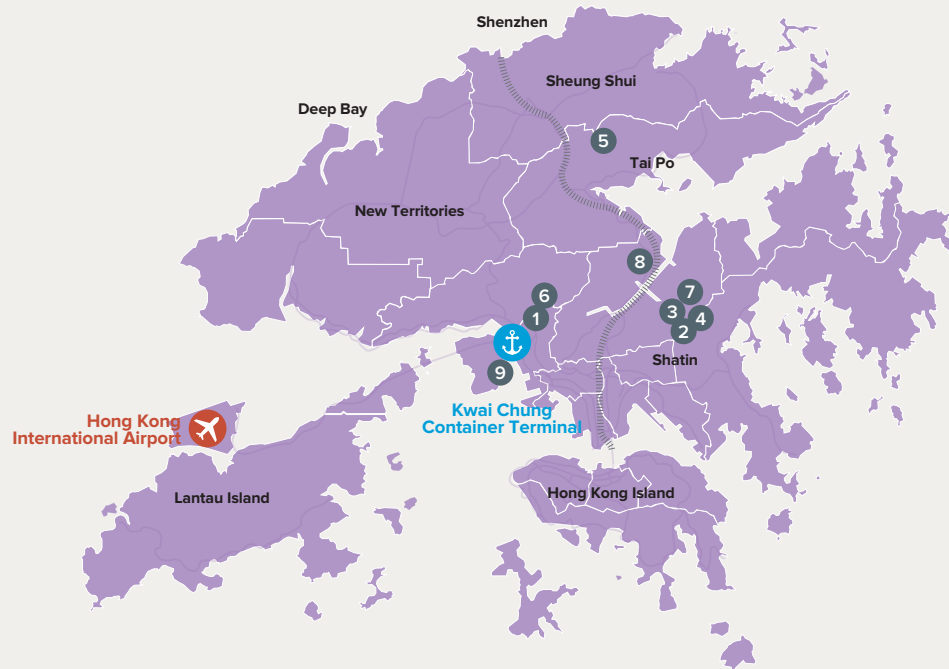 Shenzhen
Sheung Shui
Deep Bay
5
Tai Po
New Territories
8
7
6
3
4
1
2
Shatin
9
Kwai Chung
Container Terminal
Hong Kong
International Airport
Lantau Island
Hong Kong Island